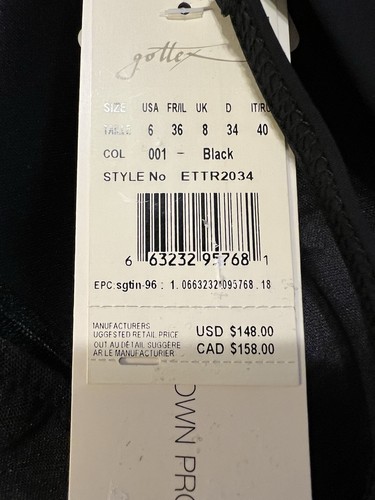 gottex
SIZE USA FR/IL UK D IT/RU
TAILLE 6 36 8 34 40
COL 001 - Black
STYLE No ETTR2034
6 63232 95768 1
EPC:sgtin-96 : 1. 0663232 095768 . 18
MANUFACTURERS
UGGESTED RETAIL PRICE USD $148.00
OUT AU DÉTAIL SUGGÉRÉ
AR LE MANUFACTURIER CAD $158.00
OWN PRO